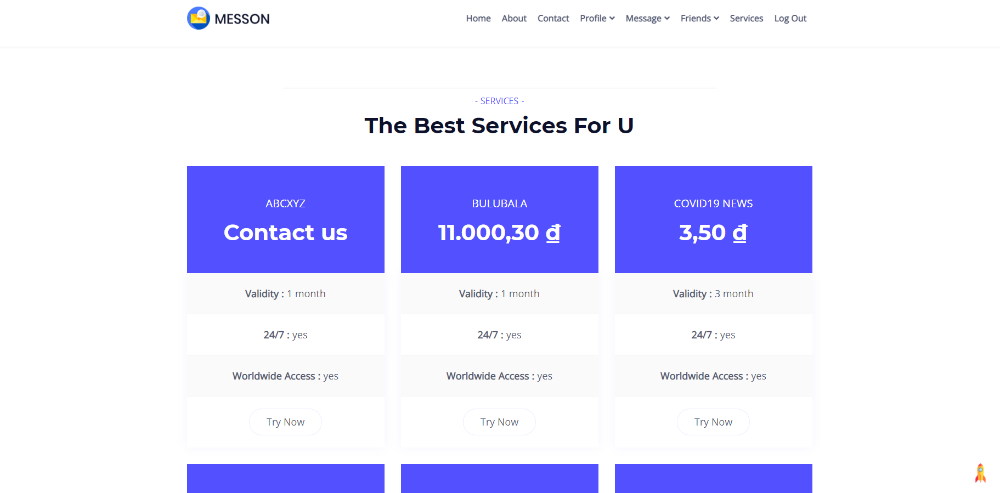 MESSON
Home About Contact Profile Message Friends Services Log Out
- SERVICES -
The Best Services For U
ABCXYZ
Contact us
Validity : 1 month
24/7 : yes
Worldwide Access : yes
Try Now
BULUBALA
11.000,30 ₫
Validity : 1 month
24/7 : yes
Worldwide Access : yes
Try Now
COVID19 NEWS
3,50 ₫
Validity : 3 month
24/7 : yes
Worldwide Access : yes
Try Now